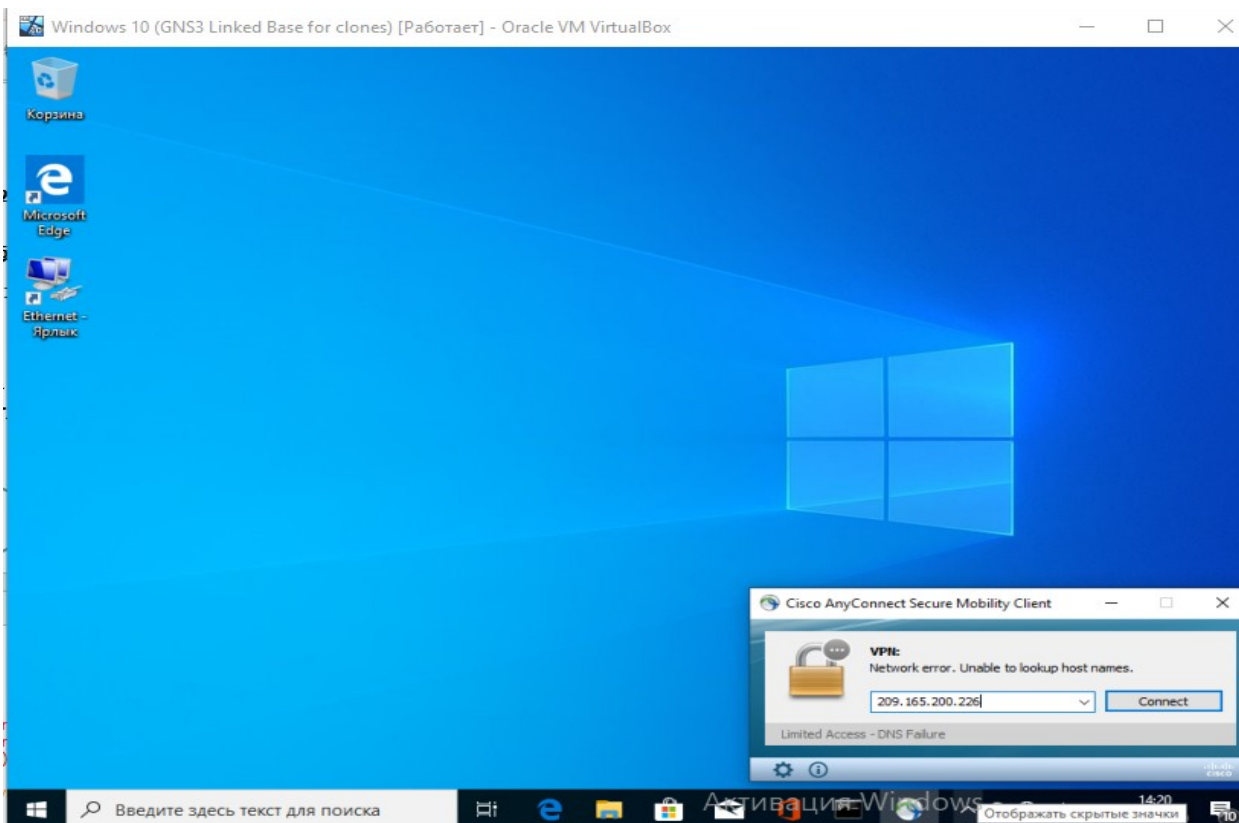 Windows 10 (GNS3 Linked Base for clones) [Работает] - Oracle VM VirtualBox
Корзина
Microsoft
Edge
Ethernet -
Ярлык
Cisco AnyConnect Secure Mobility Client
VPN:
Network error. Unable to lookup host names.
209.165.200.226
Connect
Limited Access - DNS Failure
cisco
Введите здесь текст для поиска
Активация Windows
14:20
Отображать скрытые значки
10